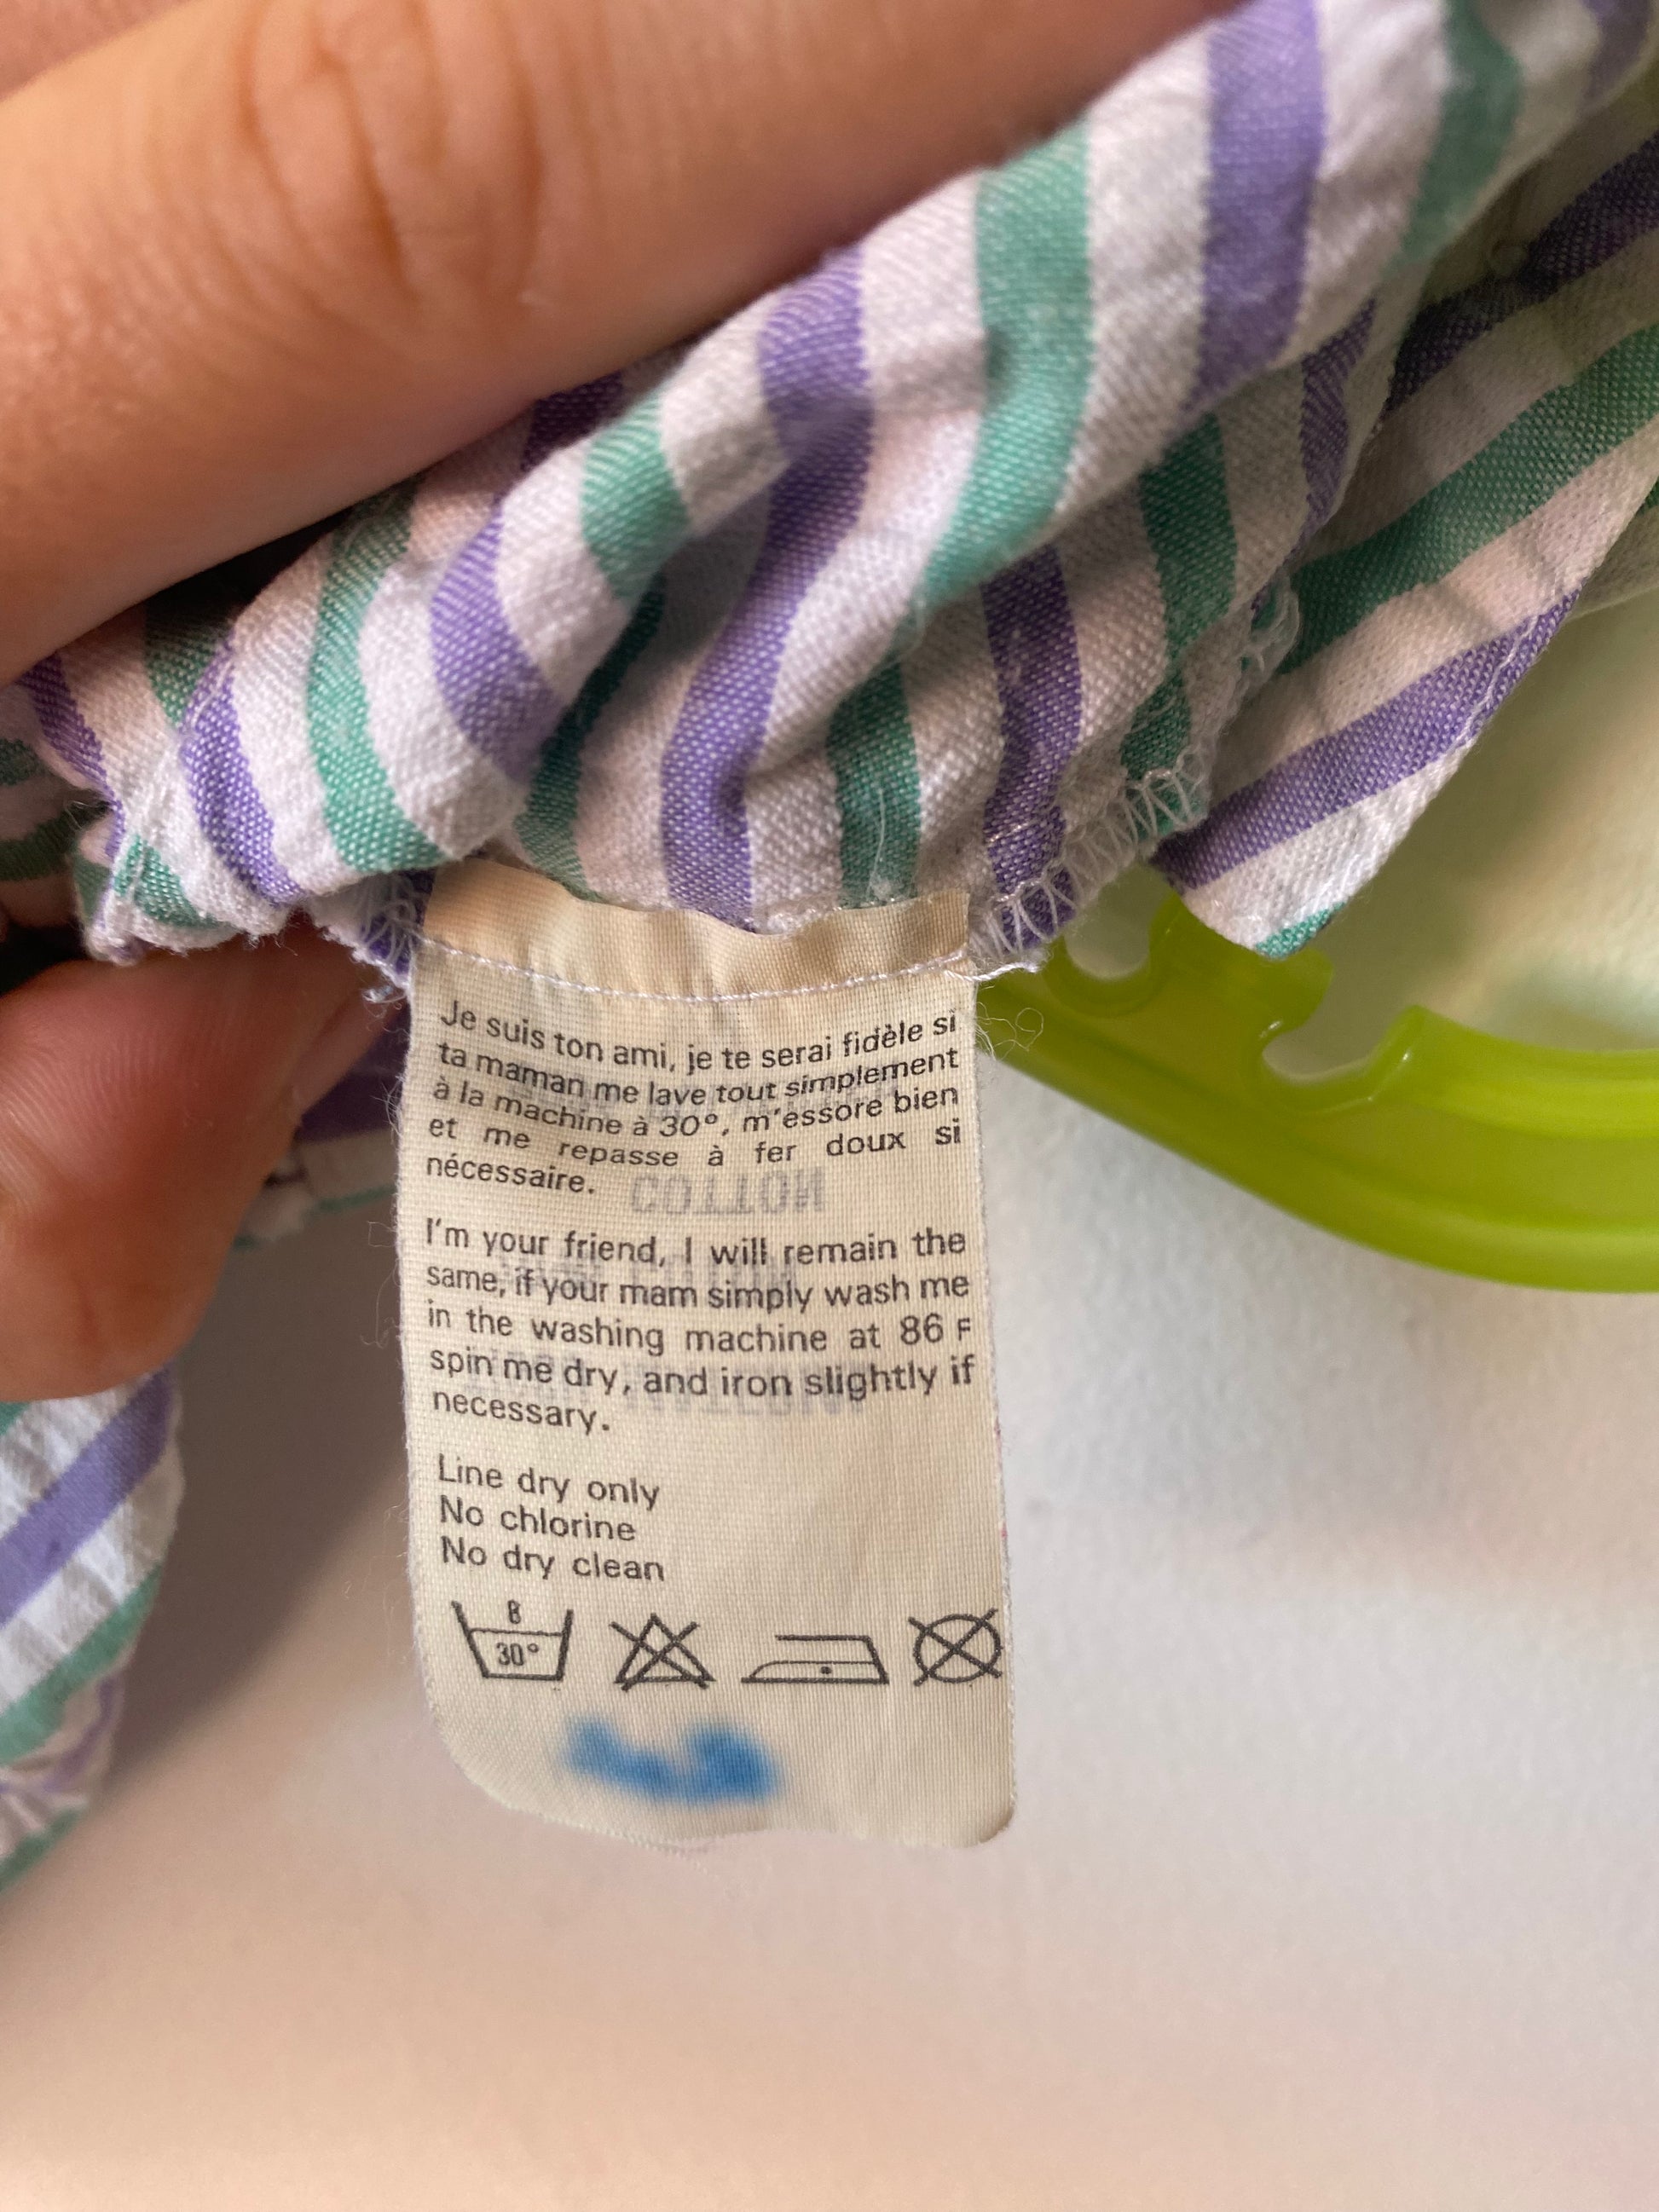 Je suis ton ami, je te serai fidèle si
ta maman me lave tout simplement
à la machine à 30°, m'essore bien
et me repasse à fer doux si
nécessaire.
COTTON
I'm your friend, I will remain the
same, if your mam simply wash me
in the washing machine at 86 F
spin me dry, and iron slightly if
necessary.
Line dry only
No chlorine
No dry clean
8
30°